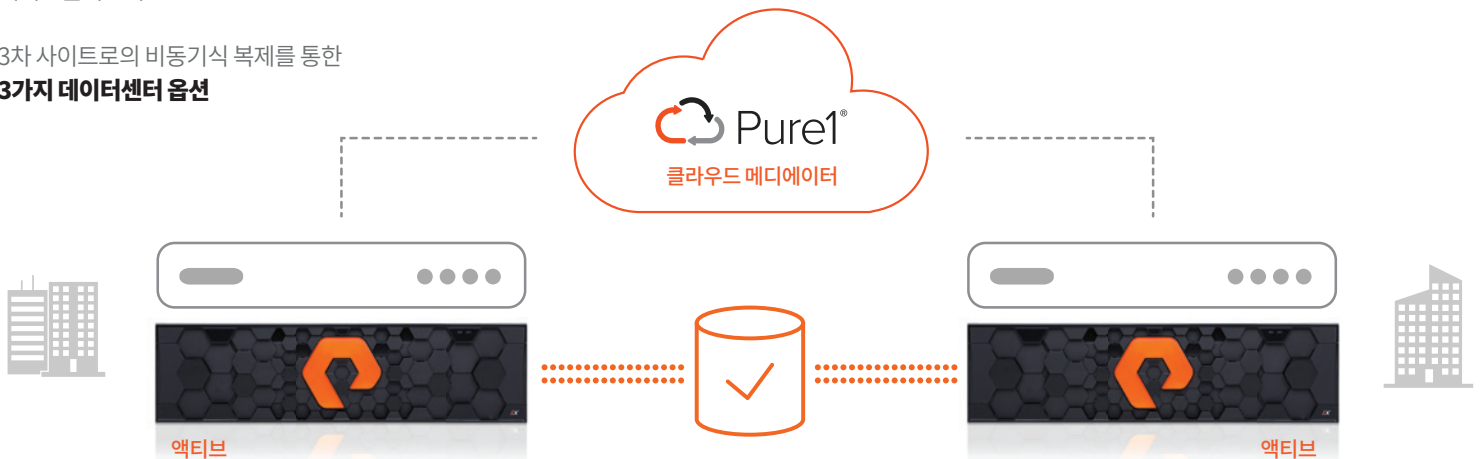 3차 사이트로의 비동기식 복제를 통한
3가지 데이터센터 옵션
Pure1®
클라우드 메디에이터
액티브
액티브